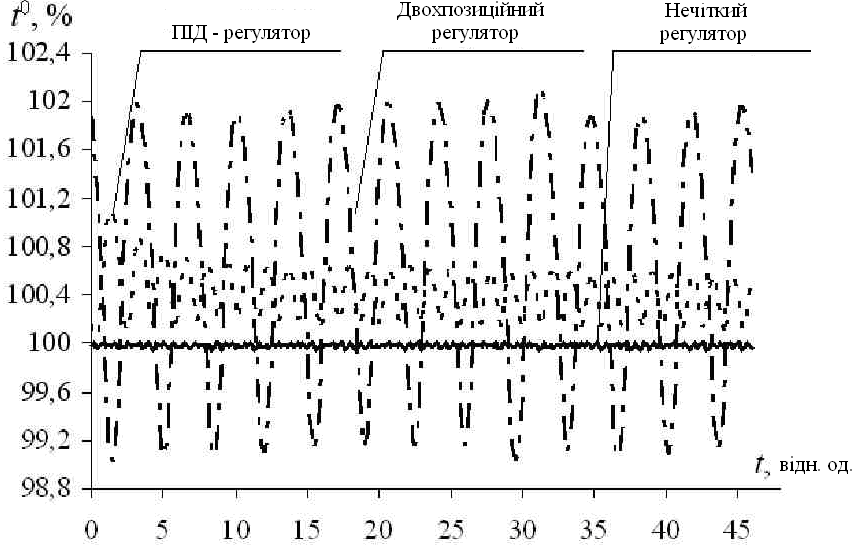 t⁰, %
ПІД - регулятор
Двохпозиційний
регулятор
Нечіткий
регулятор
102,4
102
101,6
101,2
100,8
100,4
100
99,6
99,2
98,8
t, відн. од.
0 5 10 15 20 25 30 35 40 45